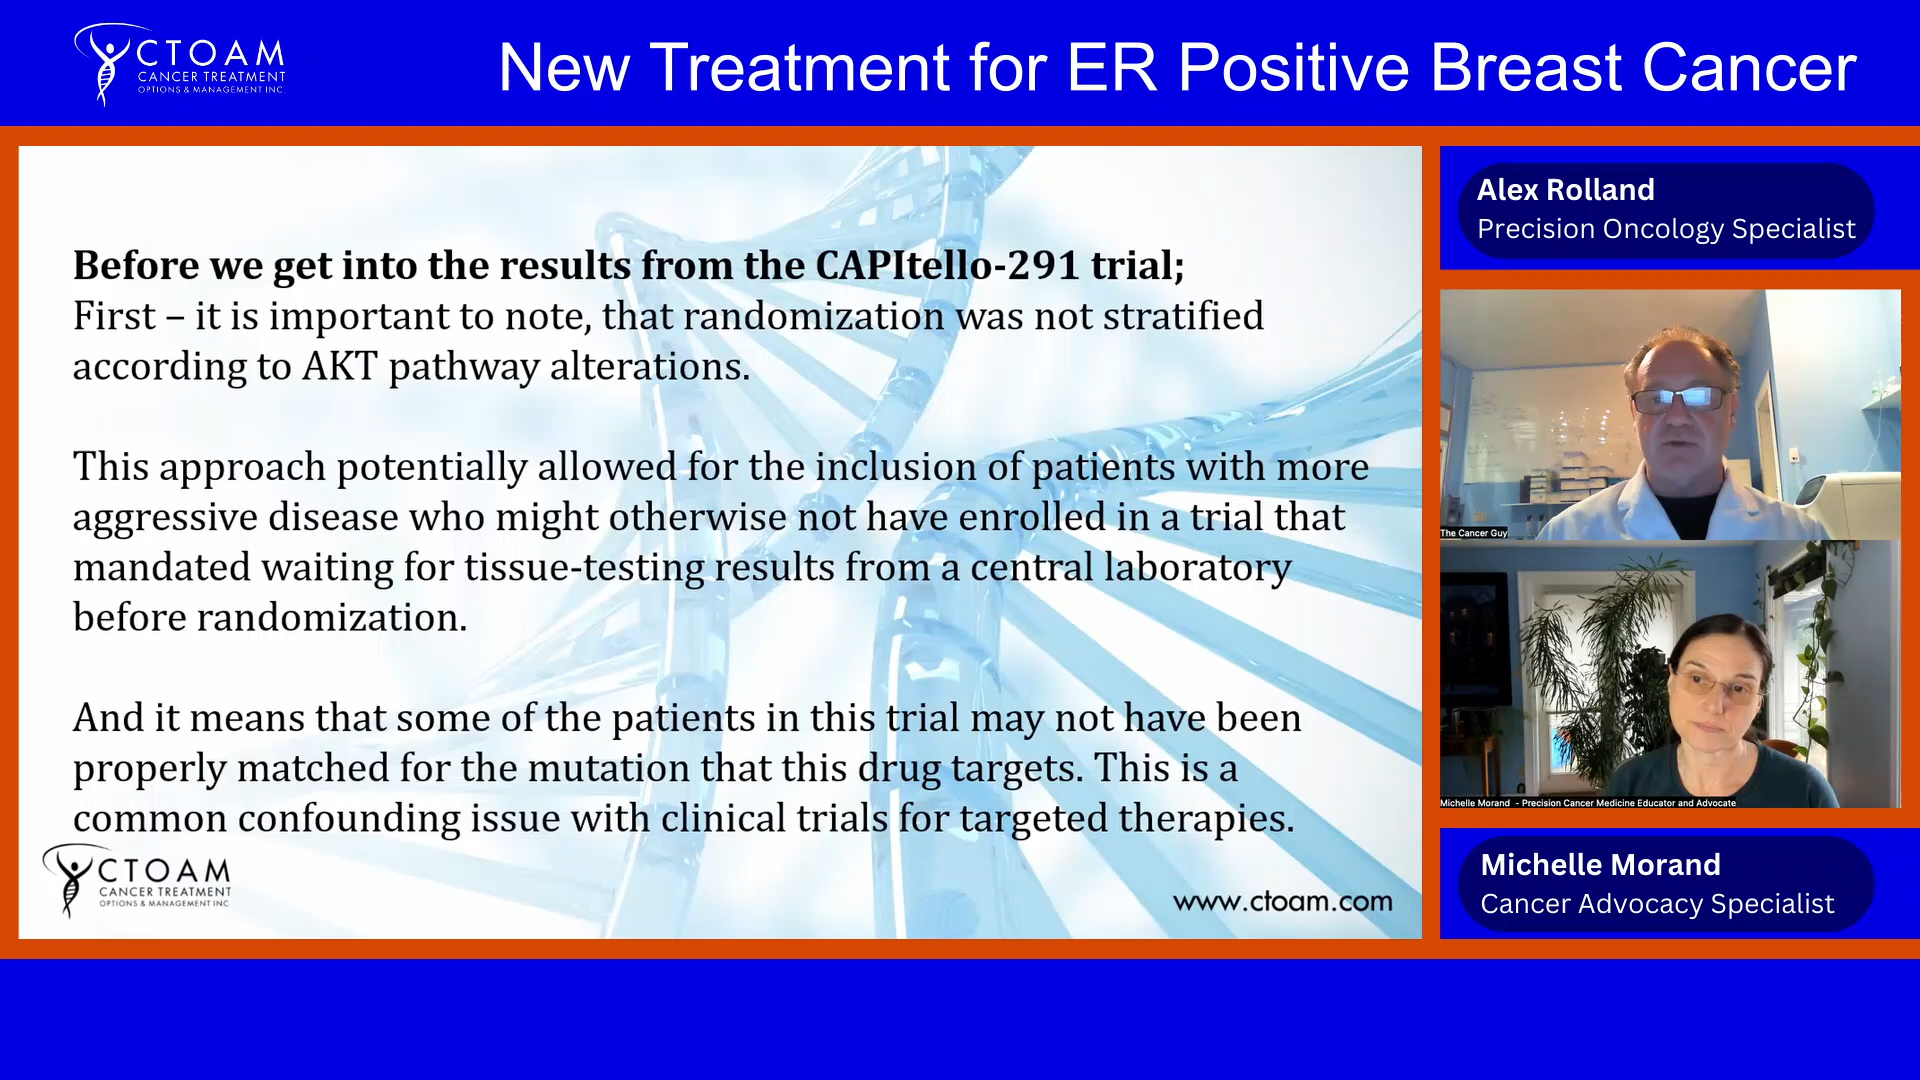 CTOAM
CANCER TREATMENT
OPTIONS & MANAGEMENT INC.
New Treatment for ER Positive Breast Cancer
Before we get into the results from the CAPItello-291 trial;
First – it is important to note, that randomization was not stratified
according to AKT pathway alterations.
This approach potentially allowed for the inclusion of patients with more
aggressive disease who might otherwise not have enrolled in a trial that
mandated waiting for tissue-testing results from a central laboratory
before randomization.
And it means that some of the patients in this trial may not have been
properly matched for the mutation that this drug targets. This is a
common confounding issue with clinical trials for targeted therapies.
CTOAM
CANCER TREATMENT
OPTIONS & MANAGEMENT INC.
www.ctoam.com
Alex Rolland
Precision Oncology Specialist
The Cancer Guy
Michelle Morand - Precision Cancer Medicine Educator and Advocate
Michelle Morand
Cancer Advocacy Specialist